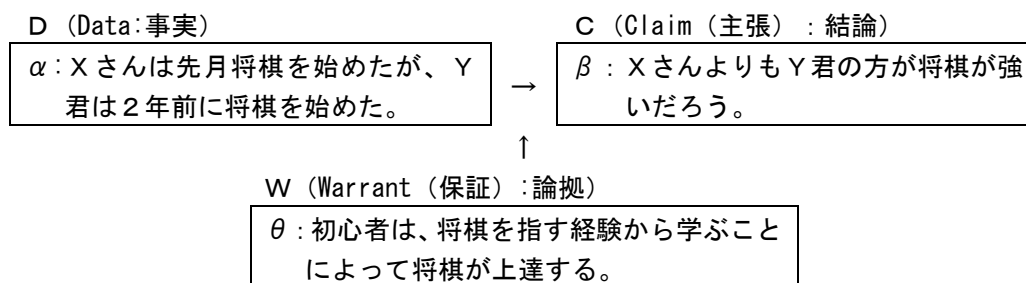 D (Data:事実)
C (Claim (主張) : 結論)
α:Xさんは先月将棋を始めたが、Y
君は2年前に将棋を始めた。
→
β : XさんよりもY君の方が将棋が強
いだろう。
↑
W (Warrant (保証) :論拠)
θ:初心者は、将棋を指す経験から学ぶこと
によって将棋が上達する。